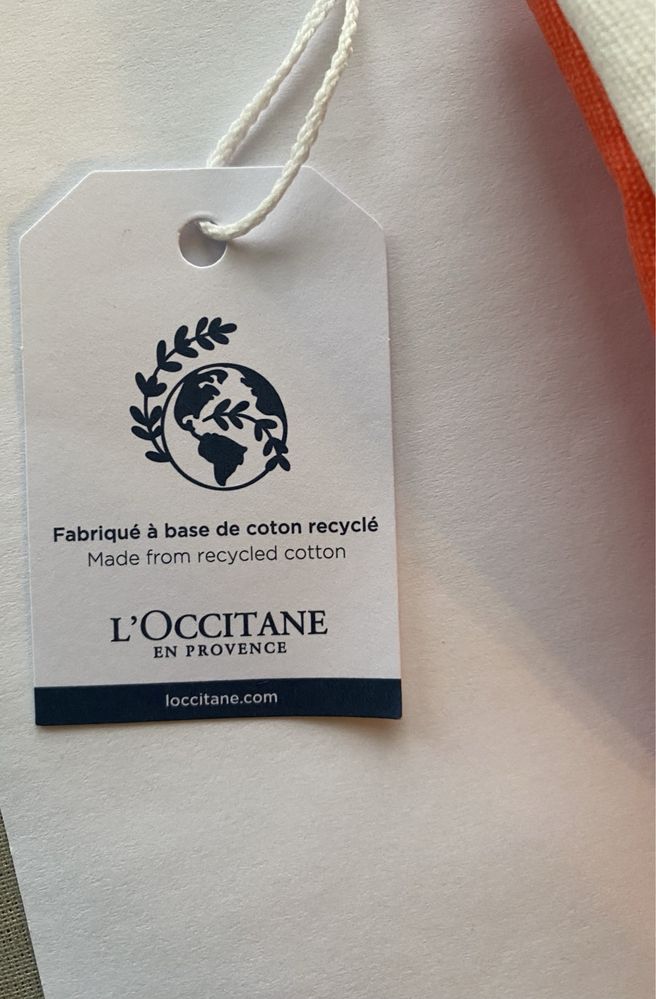 Fabriqué à base de coton recyclé
Made from recycled cotton
L'OCCITANE
EN PROVENCE
loccitane.com